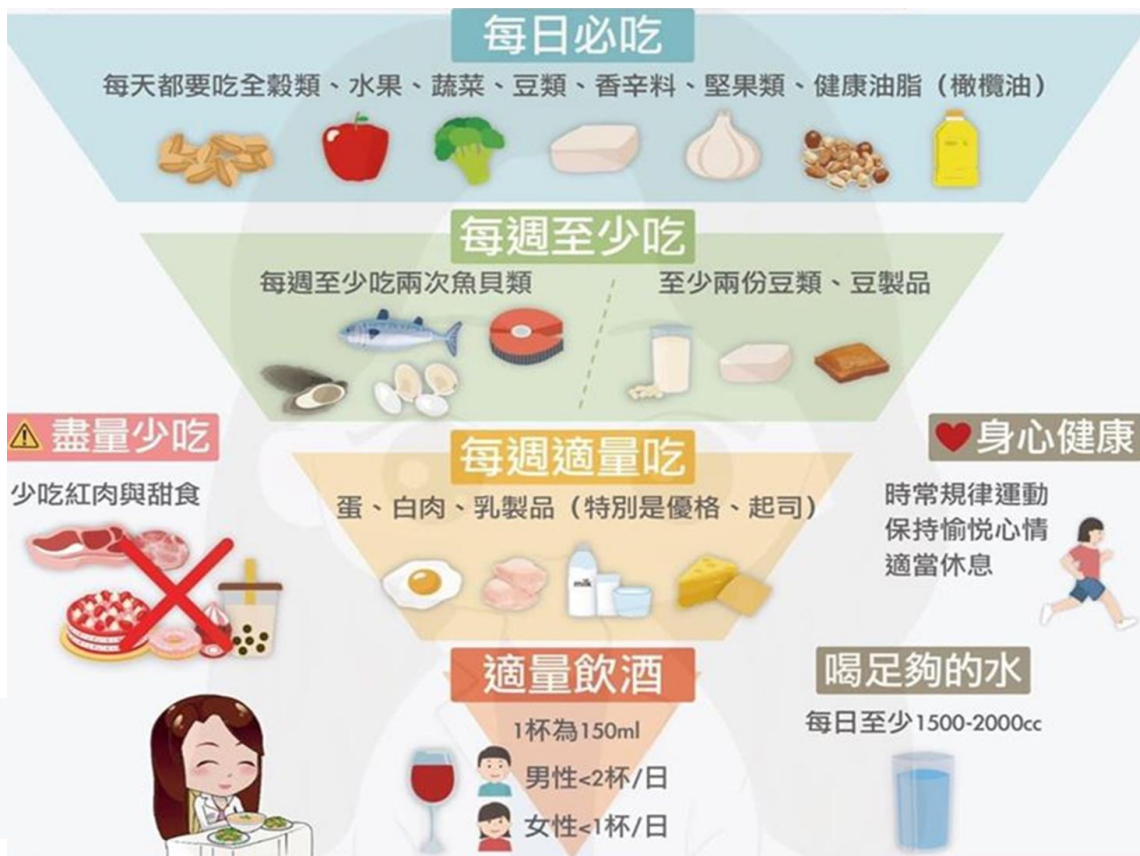 每日必吃
每天都要吃全穀類、水果、蔬菜、豆類、香辛料、堅果類、健康油脂（橄欖油）
每週至少吃
每週至少吃兩次魚貝類
至少兩份豆類、豆製品
盡量少吃
少吃紅肉與甜食
每週適量吃
蛋、白肉、乳製品（特別是優格、起司）
milk
身心健康
時常規律運動
保持愉悅心情
適當休息
適量飲酒
1杯為150ml
男性<2杯/日
女性<1杯/日
喝足夠的水
每日至少1500-2000cc